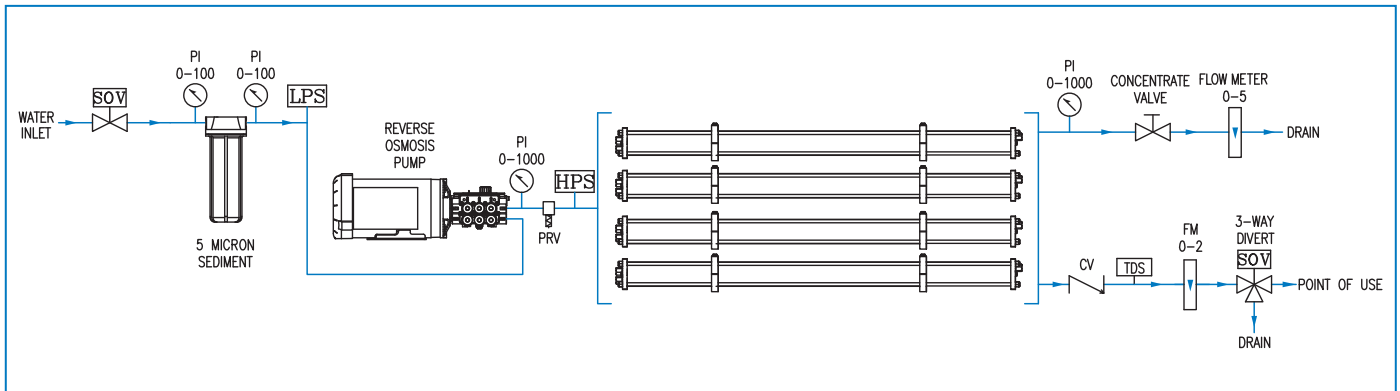 WATER
INLET
SOV
PI
0-100
PI
0-100
LPS
5 MICRON
SEDIMENT
REVERSE
OSMOSIS
PUMP
PI
0-1000
PRV
HPS
PI
0-1000
CONCENTRATE
VALVE
FLOW METER
0-5
DRAIN
CV
TDS
FM
0-2
3-WAY
DIVERT
SOV
POINT OF USE
DRAIN